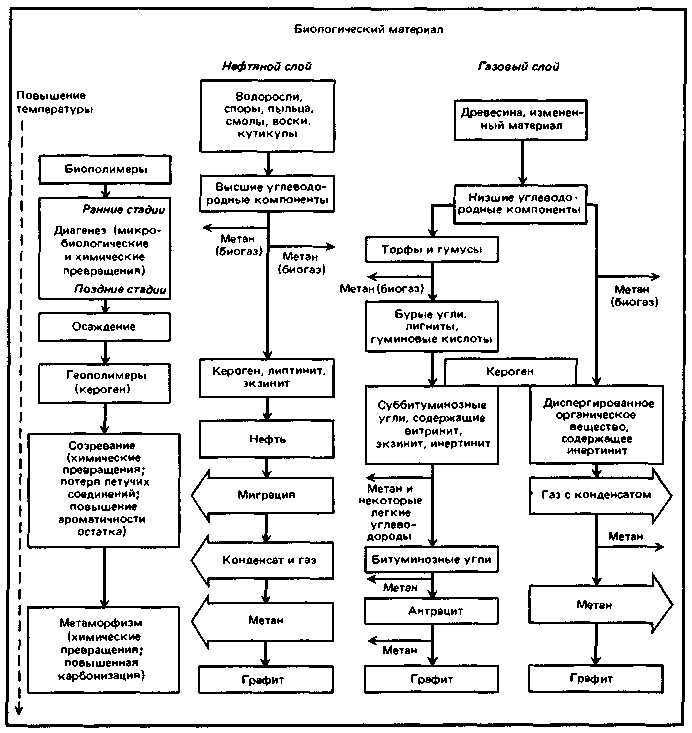 Биологический материал
Повышение
температуры
Биополимеры
Ранние стадии
Диагенез (микро-
биологические
и химические
превращения)
Поздние стадии
Осаждение
Геополимеры
(кероген)
Созревание
(химические
превращения;
потеря летучих
соединений;
повышение
ароматичности
остатка)
Метаморфизм
(химические
превращения;
повышенная
карбонизация)
Нефтяной слой
Водоросли,
споры, пыльца,
смолы, воски,
кутикулы
Высшие углеводо-
родные компоненты
Метан
(биогаз)
Метан
(биогаз)
Кероген, липтинит,
экзинит
Нефть
Миграция
Конденсат и газ
Метан
Графит
Газовый слой
Древесина, изменен-
ный материал
Низшие углеводо-
родные компоненты
Торфы и гумусы
Метан(биогаз)
Бурые угли,
лигниты,
гуминовые кислоты
Кероген
Суббитуминозные
угли, содержащие
витринит,
экзинит, инертинит
Метан и
некоторые
легкие
углево-
дороды
Битуминозные угли
Метан
Антрацит
Метан
Графит
Метан
(биогаз)
Диспергированное
органическое
вещество,
содержащее
инертинит
Газ с конденсатом
Метан
Метан
Графит